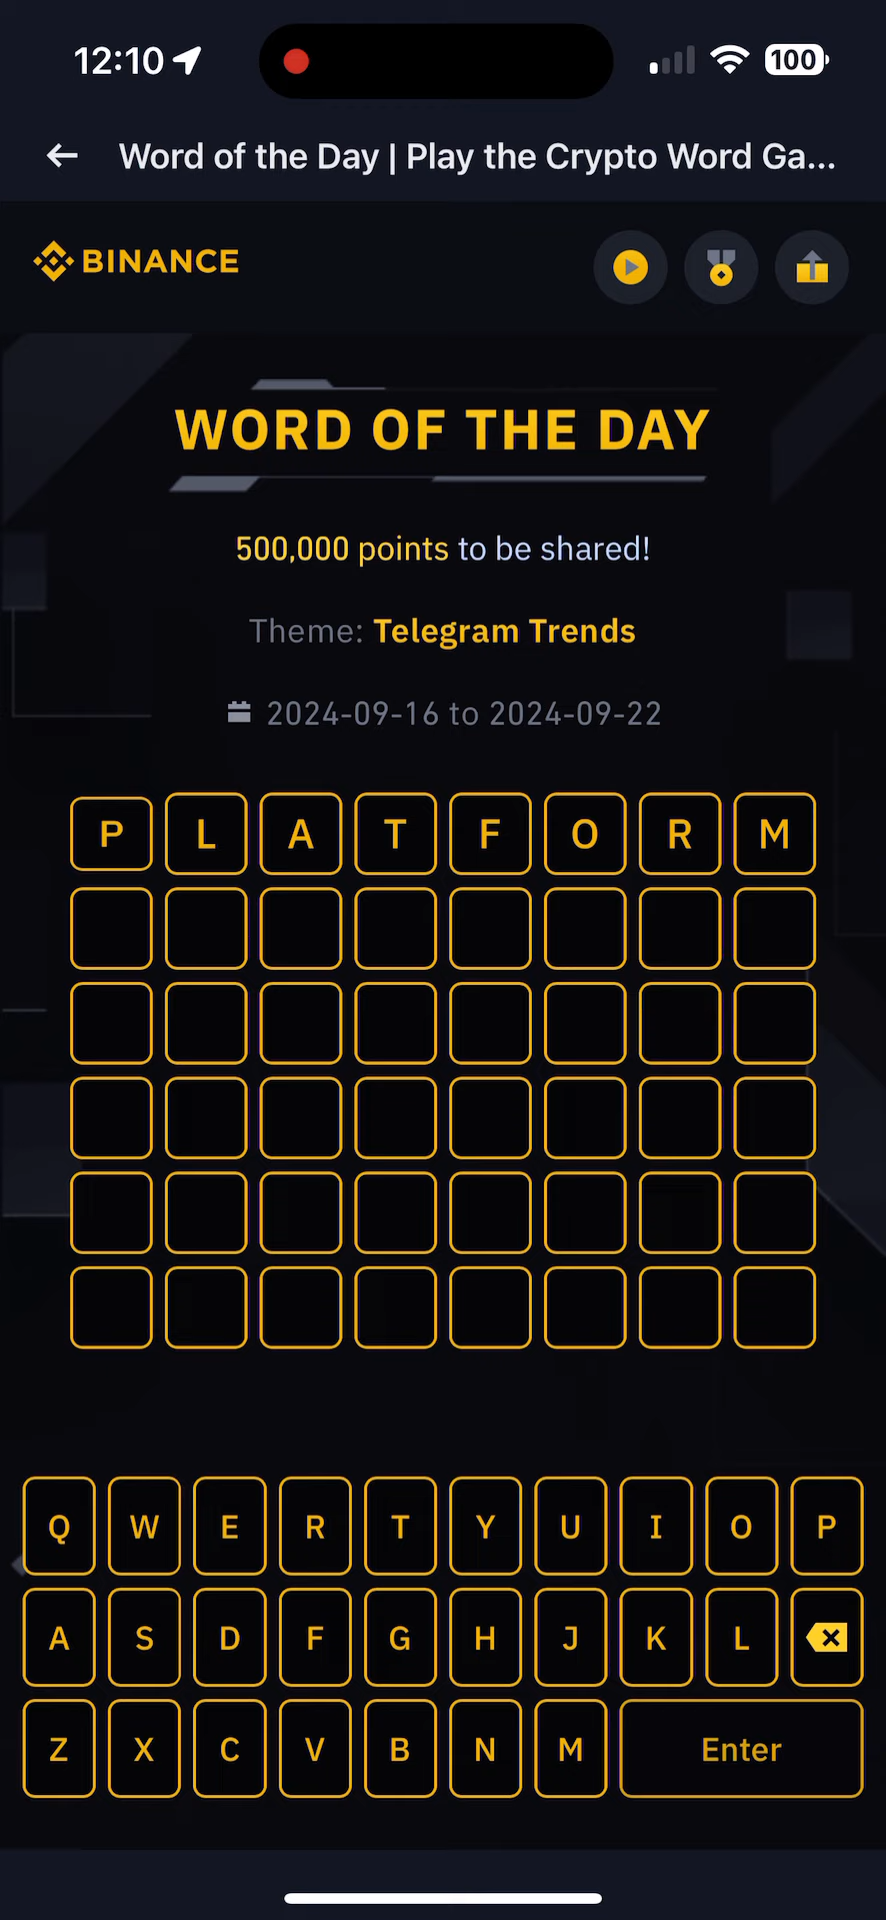 12:10 100
Word of the Day | Play the Crypto Word Ga...
BINANCE
WORD OF THE DAY
500,000 points to be shared!
Theme: Telegram Trends
2024-09-16 to 2024-09-22
P L A T F O R M
Q W E R T Y U I O P
A S D F G H J K L
Z X C V B N M Enter